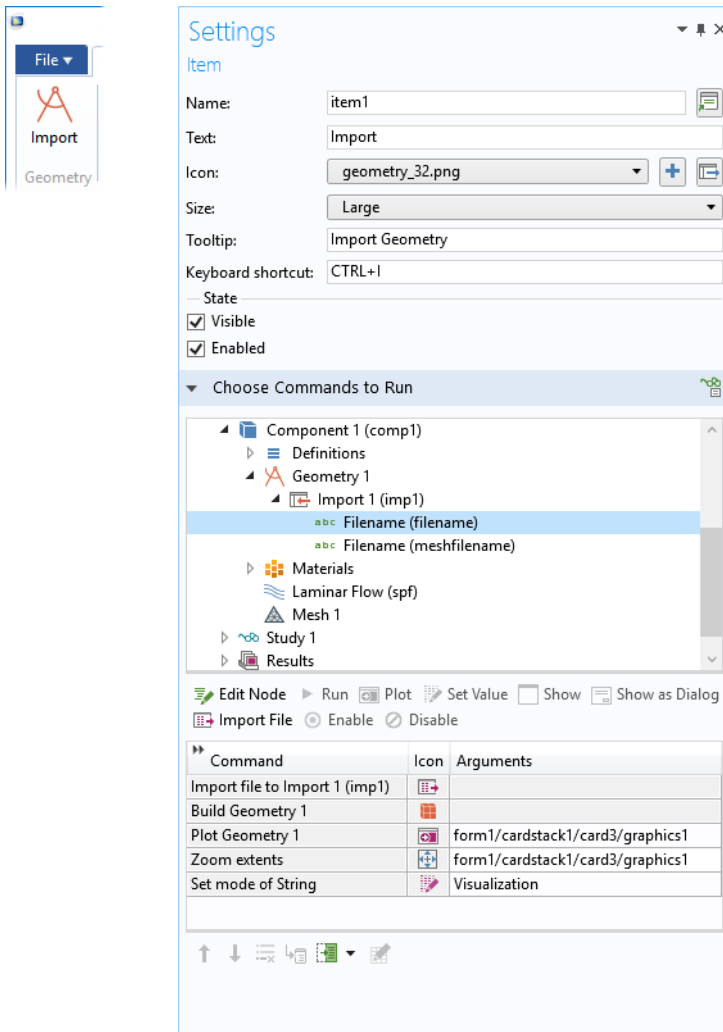 File
Import
Geometry
Settings
Item
Name: item1
Text: Import
Icon: geometry_32.png
Size: Large
Tooltip: Import Geometry
Keyboard shortcut: CTRL+I
State
Visible
Enabled
Choose Commands to Run
Component 1 (comp1)
Definitions
Geometry 1
Import 1 (imp1)
abc Filename (filename)
abc Filename (meshfilename)
Materials
Laminar Flow (spf)
Mesh 1
Study 1
Results
Edit Node Run Plot Set Value Show Show as Dialog
Import File Enable Disable
Command Icon Arguments
Import file to Import 1 (imp1)
Build Geometry 1
Plot Geometry 1 form1/cardstack1/card3/graphics1
Zoom extents form1/cardstack1/card3/graphics1
Set mode of String Visualization